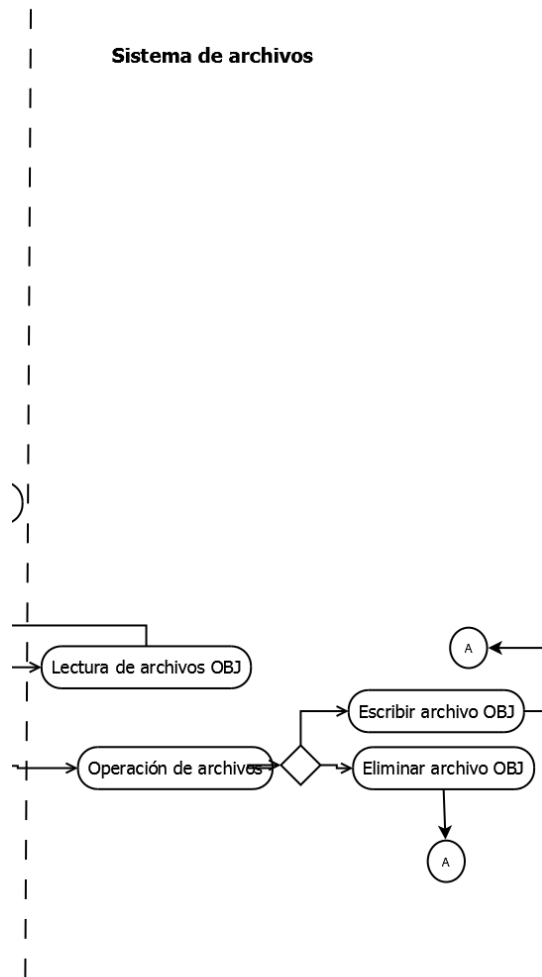 Sistema de archivos
A
Lectura de archivos OBJ
Escribir archivo OBJ
Operación de archivos
Eliminar archivo OBJ
A